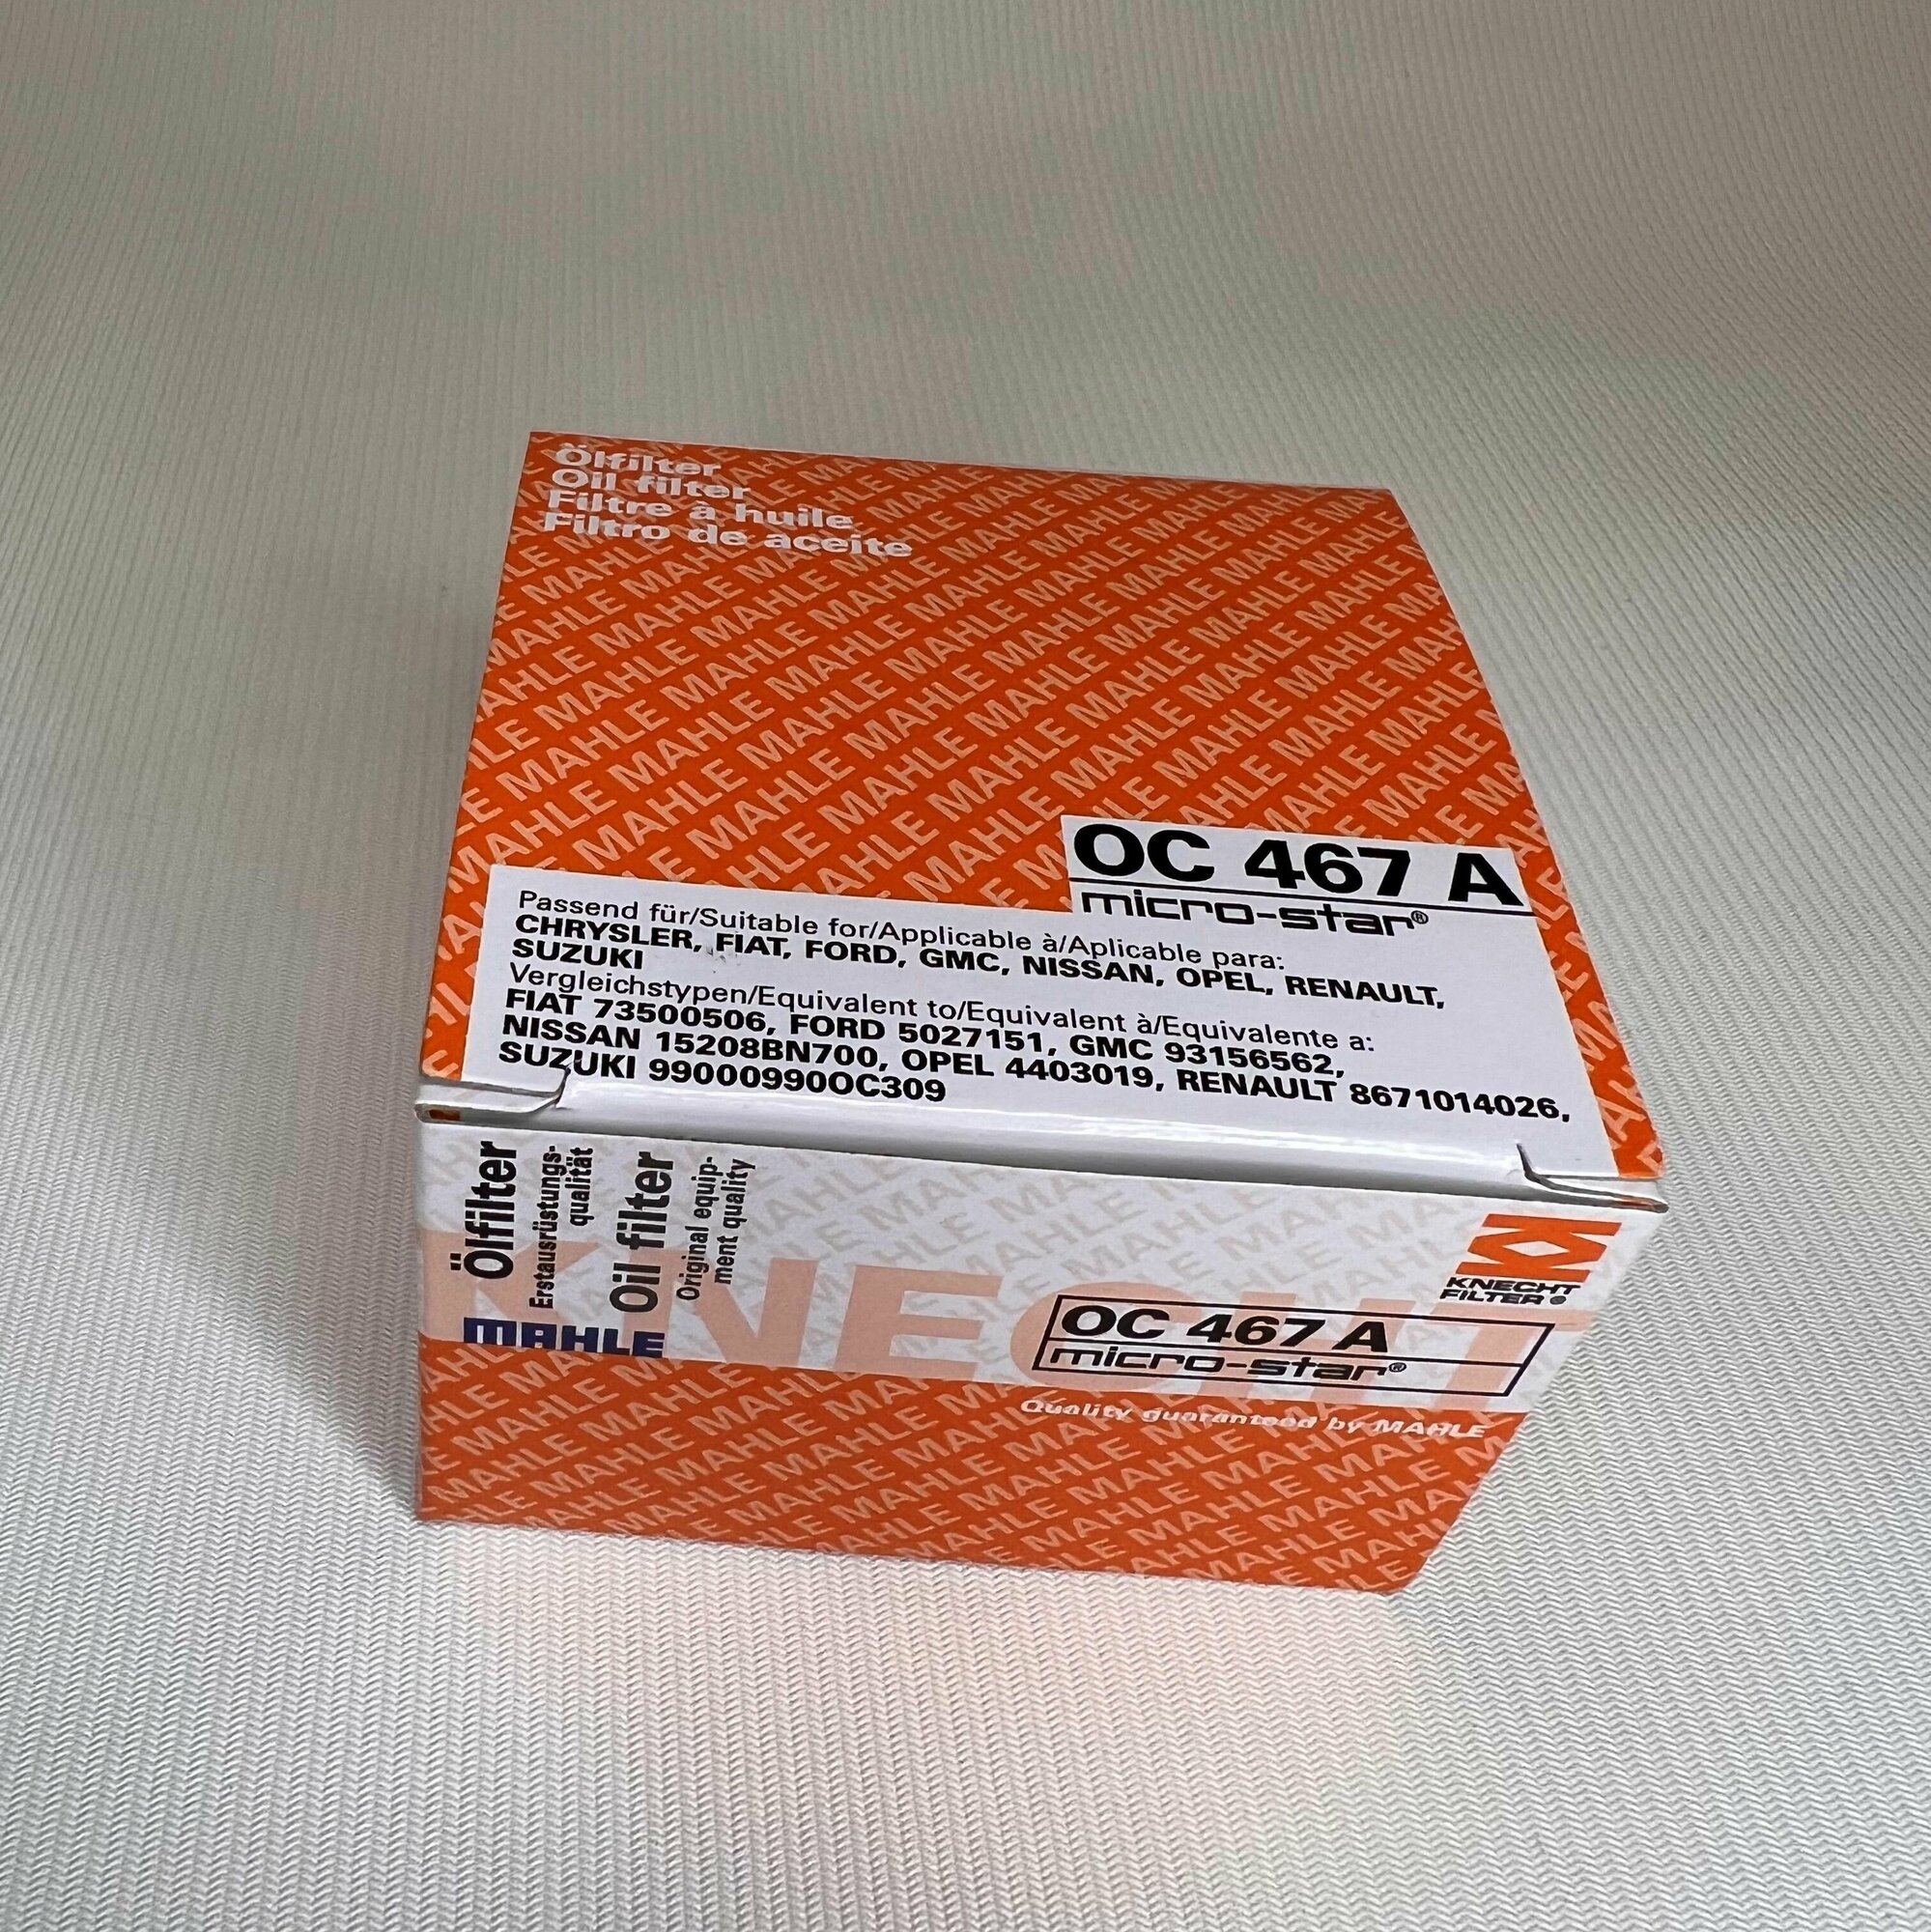 Ölfilter
Oil filter
Filtre à huile
Filtro de aceite
OC 467 A
micro-star®
Passend für/Suitable for/Applicable à/Aplicable para:
CHRYSLER, FIAT, FORD, GMC, NISSAN, OPEL, RENAULT,
SUZUKI
Vergleichstypen/Equivalent to/Equivalent à/Equivalente a:
FIAT 73500506, FORD 5027151, GMC 93156562,
NISSAN 15208BN700, OPEL 4403019, RENAULT 8671014026,
SUZUKI 99000990OC309
Ölfilter
Erstausrüstungs-
qualität
Oil filter
Original equip-
ment quality
MAHLE
KNECHT
KNECHT
FILTER
OC 467 A
micro-star®
Quality guaranteed by MAHLE